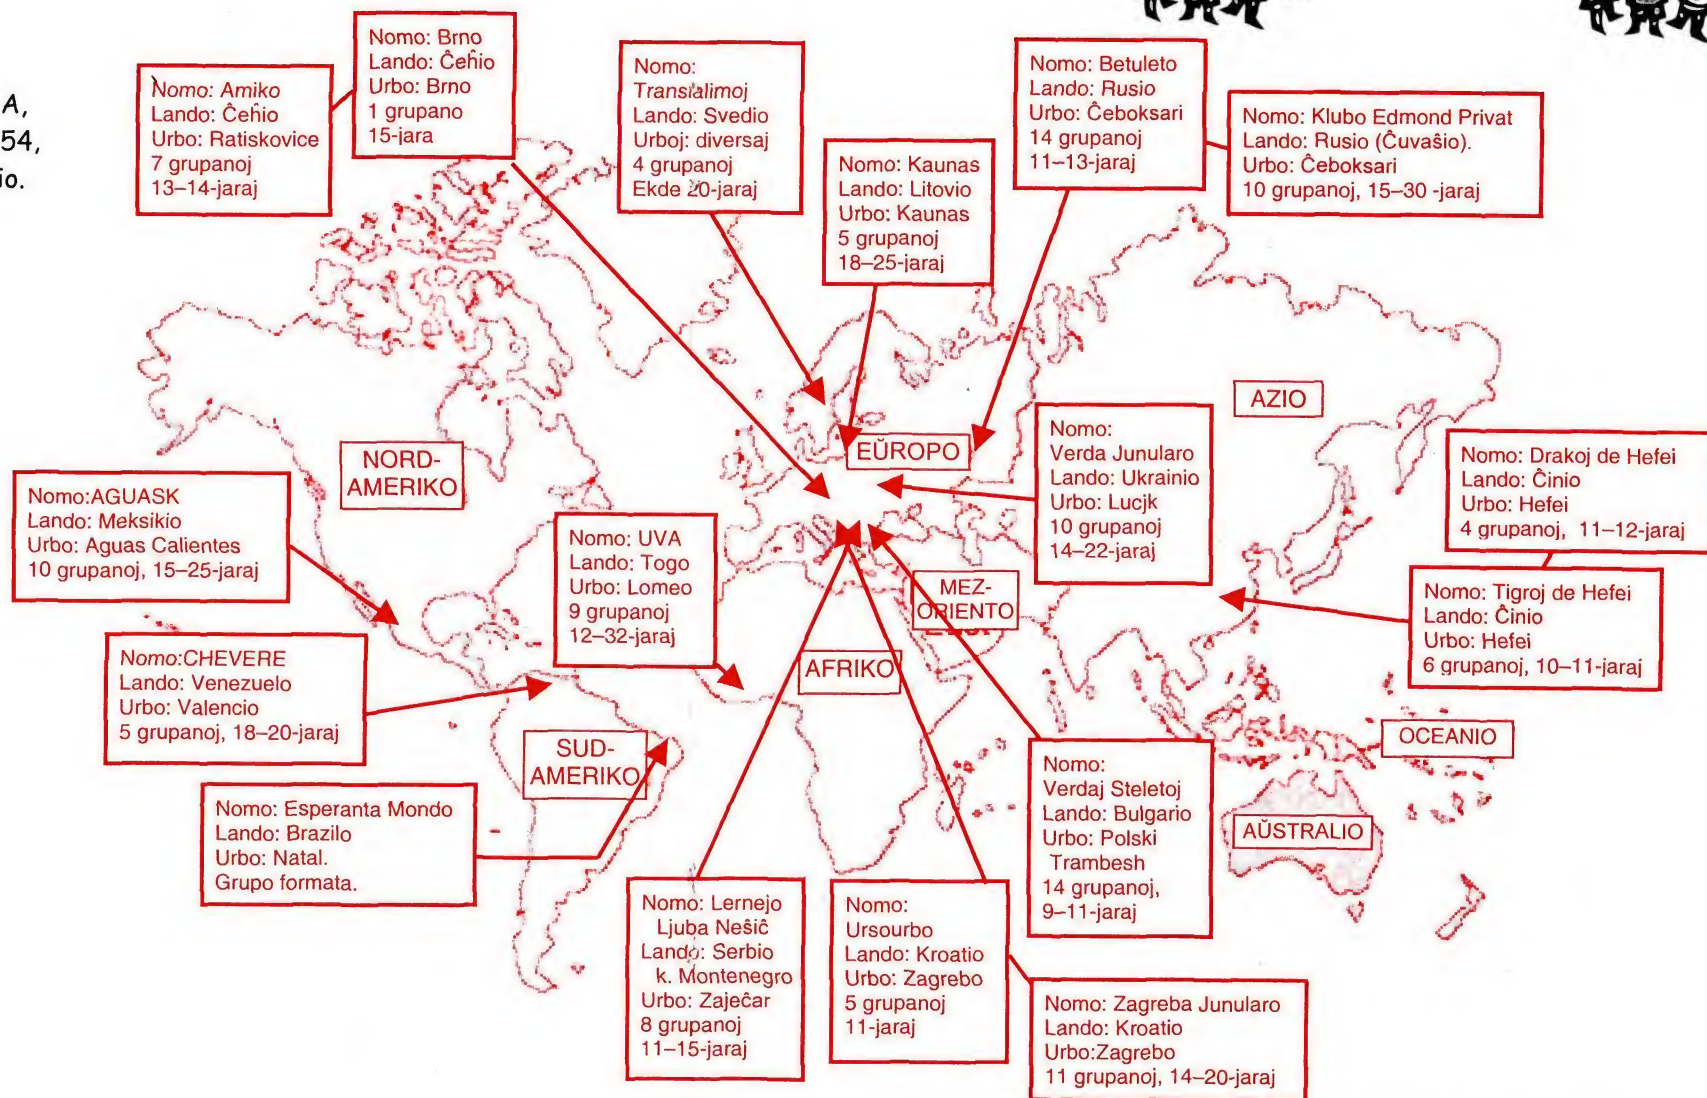 A,
54,
io.
Nomo: Amiko
Lando: Ĉeĥio
Urbo: Ratiskovice
7 grupanoj
13–14-jaraj
Nomo: Brno
Lando: Ĉeĥio
Urbo: Brno
1 grupano
15-jara
Nomo:
Transialimoj
Lando: Svedio
Urboj: diversaj
4 grupanoj
Ekde 20-jaraj
Nomo: Kaunas
Lando: Litovio
Urbo: Kaunas
5 grupanoj
18–25-jaraj
Nomo: Betuleto
Lando: Rusio
Urbo: Ĉeboksari
14 grupanoj
11–13-jaraj
Nomo: Klubo Edmond Privat
Lando: Rusio (Ĉuvaŝio).
Urbo: Ĉeboksari
10 grupanoj, 15–30 -jaraj
AZIO
EŬROPO
NORD-
AMERIKO
Nomo:
Verda Junularo
Lando: Ukrainio
Urbo: Lucjk
10 grupanoj
14–22-jaraj
Nomo: Drakoj de Hefei
Lando: Ĉinio
Urbo: Hefei
4 grupanoj, 11–12-jaraj
Nomo:AGUASK
Lando: Meksikio
Urbo: Aguas Calientes
10 grupanoj, 15–25-jaraj
Nomo: UVA
Lando: Togo
Urbo: Lomeo
9 grupanoj
12–32-jaraj
MEZ-
ORIENTO
Nomo: Tigroj de Hefei
Lando: Ĉinio
Urbo: Hefei
6 grupanoj, 10–11-jaraj
Nomo:CHEVERE
Lando: Venezuelo
Urbo: Valencio
5 grupanoj, 18–20-jaraj
AFRIKO
SUD-
AMERIKO
OCEANIO
Nomo: Esperanta Mondo
Lando: Brazilo
Urbo: Natal.
Grupo formata.
Nomo:
Verdaj Steletoj
Lando: Bulgario
Urbo: Polski
Trambesh
14 grupanoj,
9–11-jaraj
AŬSTRALIO
Nomo: Lernejo
Ljuba Neŝiĉ
Lando: Serbio
k. Montenegro
Urbo: Zajeĉar
8 grupanoj
11–15-jaraj
Nomo:
Ursourbo
Lando: Kroatio
Urbo: Zagrebo
5 grupanoj
11-jaraj
Nomo: Zagreba Junularo
Lando: Kroatio
Urbo:Zagrebo
11 grupanoj, 14–20-jaraj